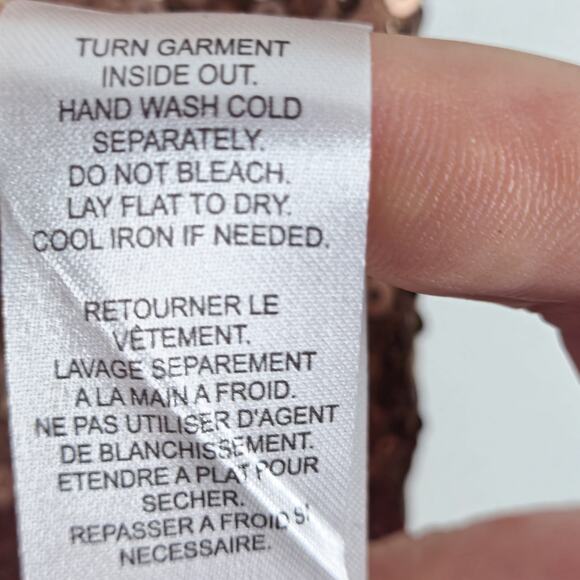 TURN GARMENT
INSIDE OUT.
HAND WASH COLD
SEPARATELY.
DO NOT BLEACH.
LAY FLAT TO DRY.
COOL IRON IF NEEDED.
RETOURNER LE
VÊTEMENT.
LAVAGE SEPAREMENT
A LA MAIN A FROID.
NE PAS UTILISER D'AGENT
DE BLANCHISSEMENT.
ETENDRE A PLAT POUR
SECHER.
REPASSER A FROID SI
NECESSAIRE.